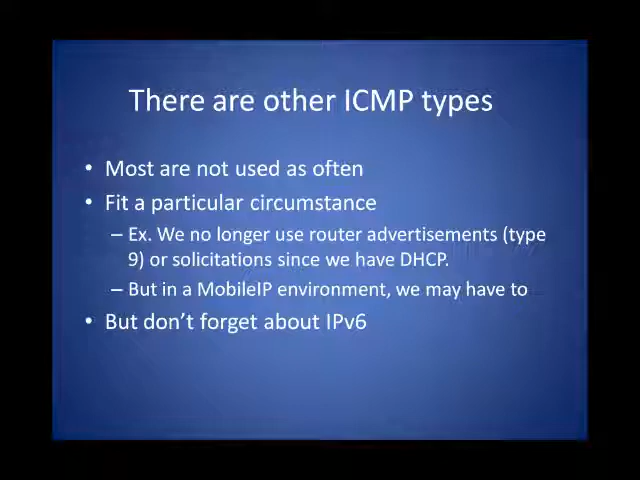 There are other ICMP types
• Most are not used as often
• Fit a particular circumstance
– Ex. We no longer use router advertisements (type
9) or solicitations since we have DHCP.
– But in a MobileIP environment, we may have to
• But don’t forget about IPv6